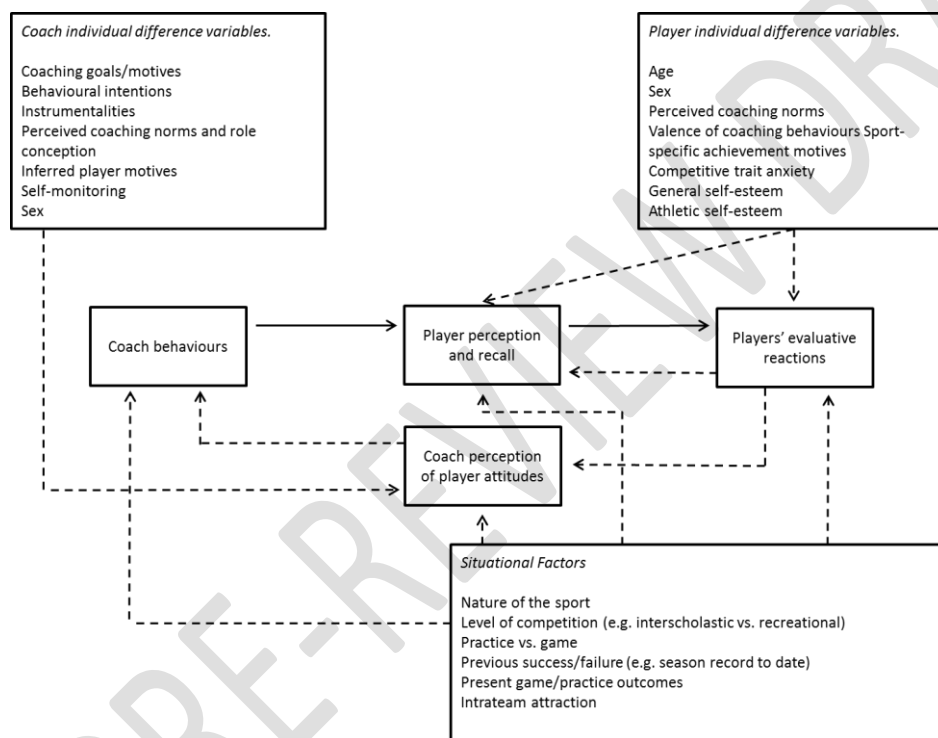 Coach individual difference variables.
Coaching goals/motives
Behavioural intentions
Instrumentalities
Perceived coaching norms and role
conception
Inferred player motives
Self-monitoring
Sex
Player individual difference variables.
Age
Sex
Perceived coaching norms
Valence of coaching behaviours Sport-
specific achievement motives
Competitive trait anxiety
General self-esteem
Athletic self-esteem
Coach behaviours
Player perception
and recall
Players' evaluative
reactions
Coach perception
of player attitudes
Situational Factors
Nature of the sport
Level of competition (e.g. interscholastic vs. recreational)
Practice vs. game
Previous success/failure (e.g. season record to date)
Present game/practice outcomes
Intrateam attraction
RE-REVIEW DRA